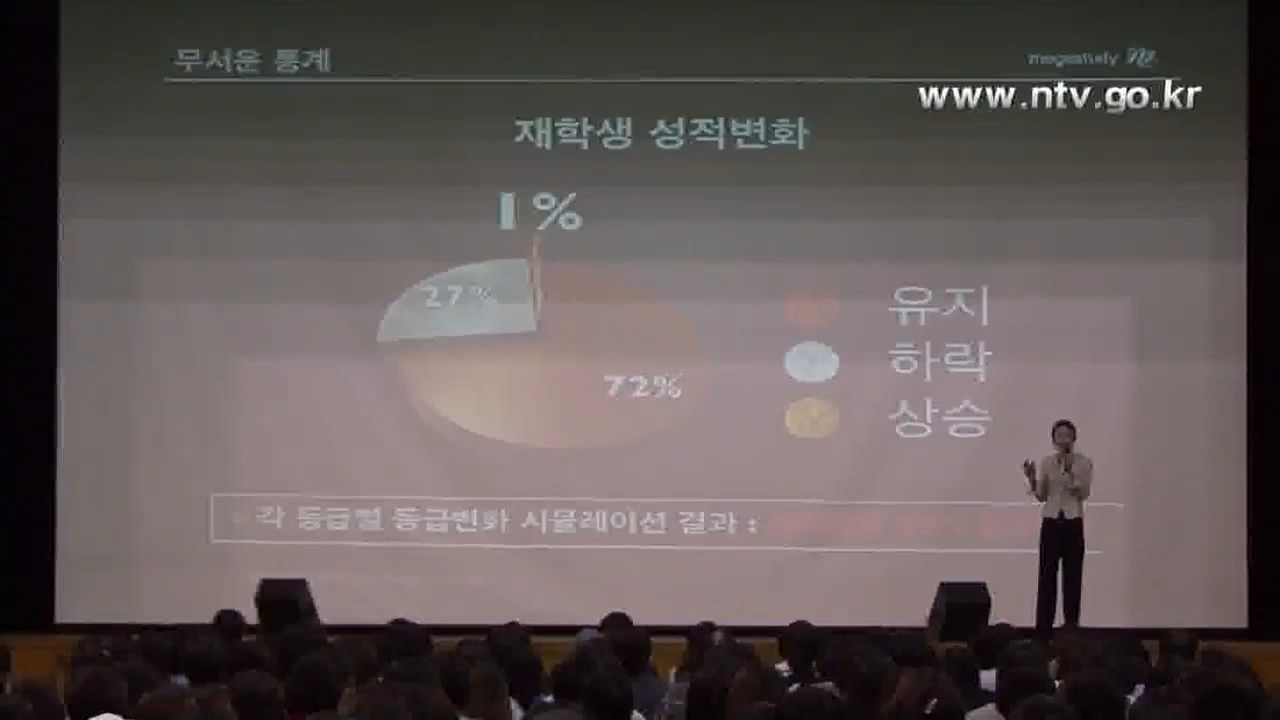 무서운 통계
megastudy
www.ntv.go.kr
재학생 성적변화
1%
27%
72%
유지
하락
상승
각 등급별 등급변화 시뮬레이션 결과 :